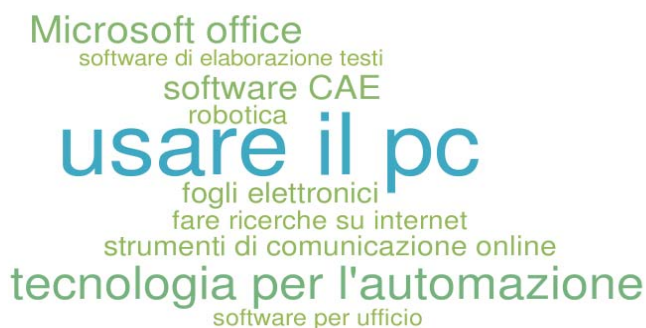 Microsoft office
software di elaborazione testi
software CAE
robotica
usare il pc
fogli elettronici
fare ricerche su internet
strumenti di comunicazione online
tecnologia per l'automazione
software per ufficio